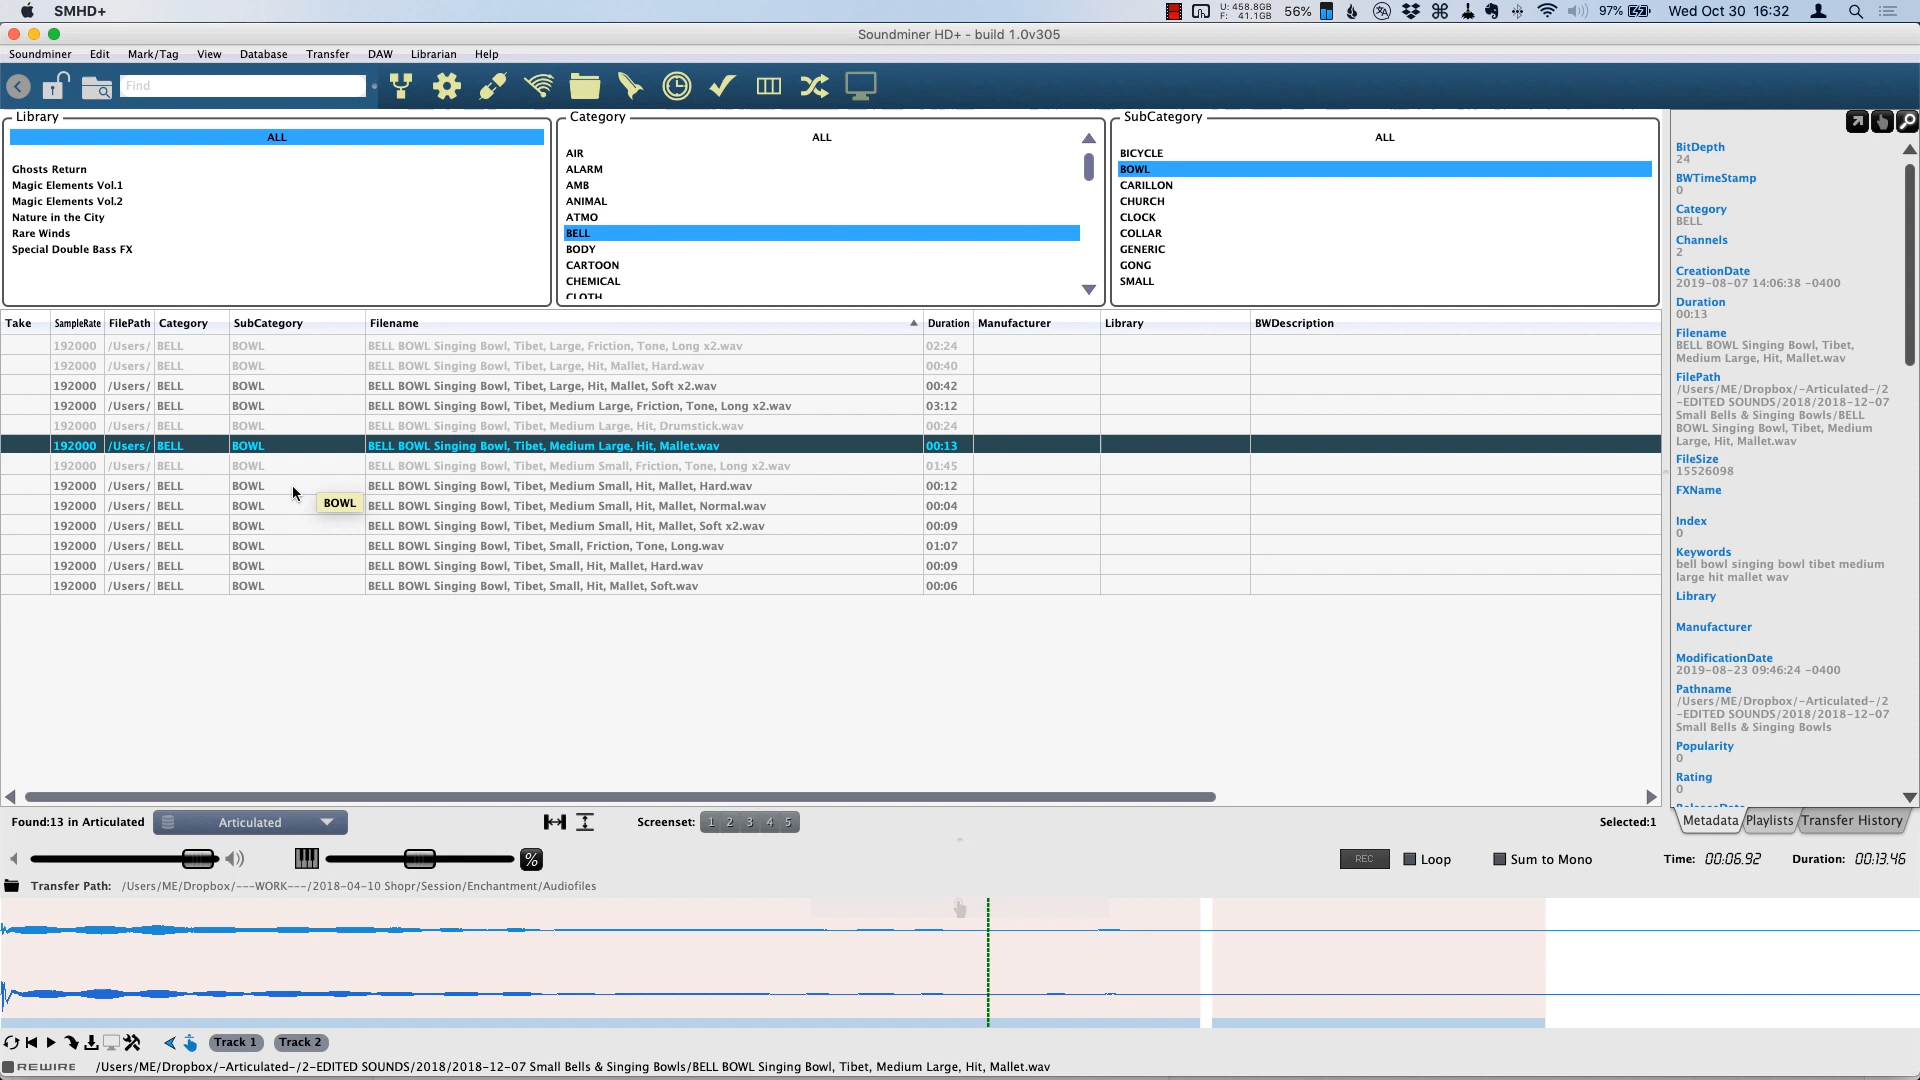 SMHD+
U: 458.8GB
F: 41.1GB
56%
97%
Wed Oct 30 16:32
Soundminer HD+ - build 1.0v305
Soundminer Edit Mark/Tag View Database Transfer DAW Librarian Help
Find
Library
ALL
Ghosts Return
Magic Elements Vol.1
Magic Elements Vol.2
Nature in the City
Rare Winds
Special Double Bass FX
Category
ALL
AIR
ALARM
AMB
ANIMAL
ATMO
BELL
BODY
CARTOON
CHEMICAL
CLOTH
SubCategory
ALL
BICYCLE
BOWL
CARILLON
CHURCH
CLOCK
COLLAR
GENERIC
GONG
SMALL
Take SampleRate FilePath Category SubCategory Filename Duration Manufacturer Library BWDescription
192000 /Users/ BELL BOWL BELL BOWL Singing Bowl, Tibet, Large, Friction, Tone, Long x2.wav 02:24
192000 /Users/ BELL BOWL BELL BOWL Singing Bowl, Tibet, Large, Hit, Mallet, Hard.wav 00:40
192000 /Users/ BELL BOWL BELL BOWL Singing Bowl, Tibet, Large, Hit, Mallet, Soft x2.wav 00:42
192000 /Users/ BELL BOWL BELL BOWL Singing Bowl, Tibet, Medium Large, Friction, Tone, Long x2.wav 03:12
192000 /Users/ BELL BOWL BELL BOWL Singing Bowl, Tibet, Medium Large, Hit, Drumstick.wav 00:24
192000 /Users/ BELL BOWL BELL BOWL Singing Bowl, Tibet, Medium Large, Hit, Mallet.wav 00:13
192000 /Users/ BELL BOWL BELL BOWL Singing Bowl, Tibet, Medium Small, Friction, Tone, Long x2.wav 01:45
192000 /Users/ BELL BOWL BELL BOWL Singing Bowl, Tibet, Medium Small, Hit, Mallet, Hard.wav 00:12
192000 /Users/ BELL BOWL BELL BOWL Singing Bowl, Tibet, Medium Small, Hit, Mallet, Normal.wav 00:04
BOWL
192000 /Users/ BELL BOWL BELL BOWL Singing Bowl, Tibet, Medium Small, Hit, Mallet, Soft x2.wav 00:09
192000 /Users/ BELL BOWL BELL BOWL Singing Bowl, Tibet, Small, Friction, Tone, Long.wav 01:07
192000 /Users/ BELL BOWL BELL BOWL Singing Bowl, Tibet, Small, Hit, Mallet, Hard.wav 00:09
192000 /Users/ BELL BOWL BELL BOWL Singing Bowl, Tibet, Small, Hit, Mallet, Soft.wav 00:06
BitDepth
24
BWTimeStamp
0
Category
BELL
Channels
2
CreationDate
2019-08-07 14:06:38 -0400
Duration
00:13
Filename
BELL BOWL Singing Bowl, Tibet,
Medium Large, Hit, Mallet.wav
FilePath
/Users/ME/Dropbox/-Articulated-/2
-EDITED SOUNDS/2018/2018-12-07
Small Bells & Singing Bowls/BELL
BOWL Singing Bowl, Tibet, Medium
Large, Hit, Mallet.wav
FileSize
15526098
FXName
Index
0
Keywords
bell bowl singing bowl tibet medium
large hit mallet wav
Library
Manufacturer
ModificationDate
2019-08-23 09:46:24 -0400
Pathname
/Users/ME/Dropbox/-Articulated-/2
-EDITED SOUNDS/2018/2018-12-07
Small Bells & Singing Bowls
Popularity
0
Rating
0
ReleaseDate
Metadata Playlists Transfer History
Found:13 in Articulated Articulated Screenset: 1 2 3 4 5 Selected:1
% REC Loop Sum to Mono Time: 00:06.92 Duration: 00:13.46
Transfer Path: /Users/ME/Dropbox/---WORK---/2018-04-10 Shopr/Session/Enchantment/Audiofiles
Track 1 Track 2
REWIRE /Users/ME/Dropbox/-Articulated-/2-EDITED SOUNDS/2018/2018-12-07 Small Bells & Singing Bowls/BELL BOWL Singing Bowl, Tibet, Medium Large, Hit, Mallet.wav